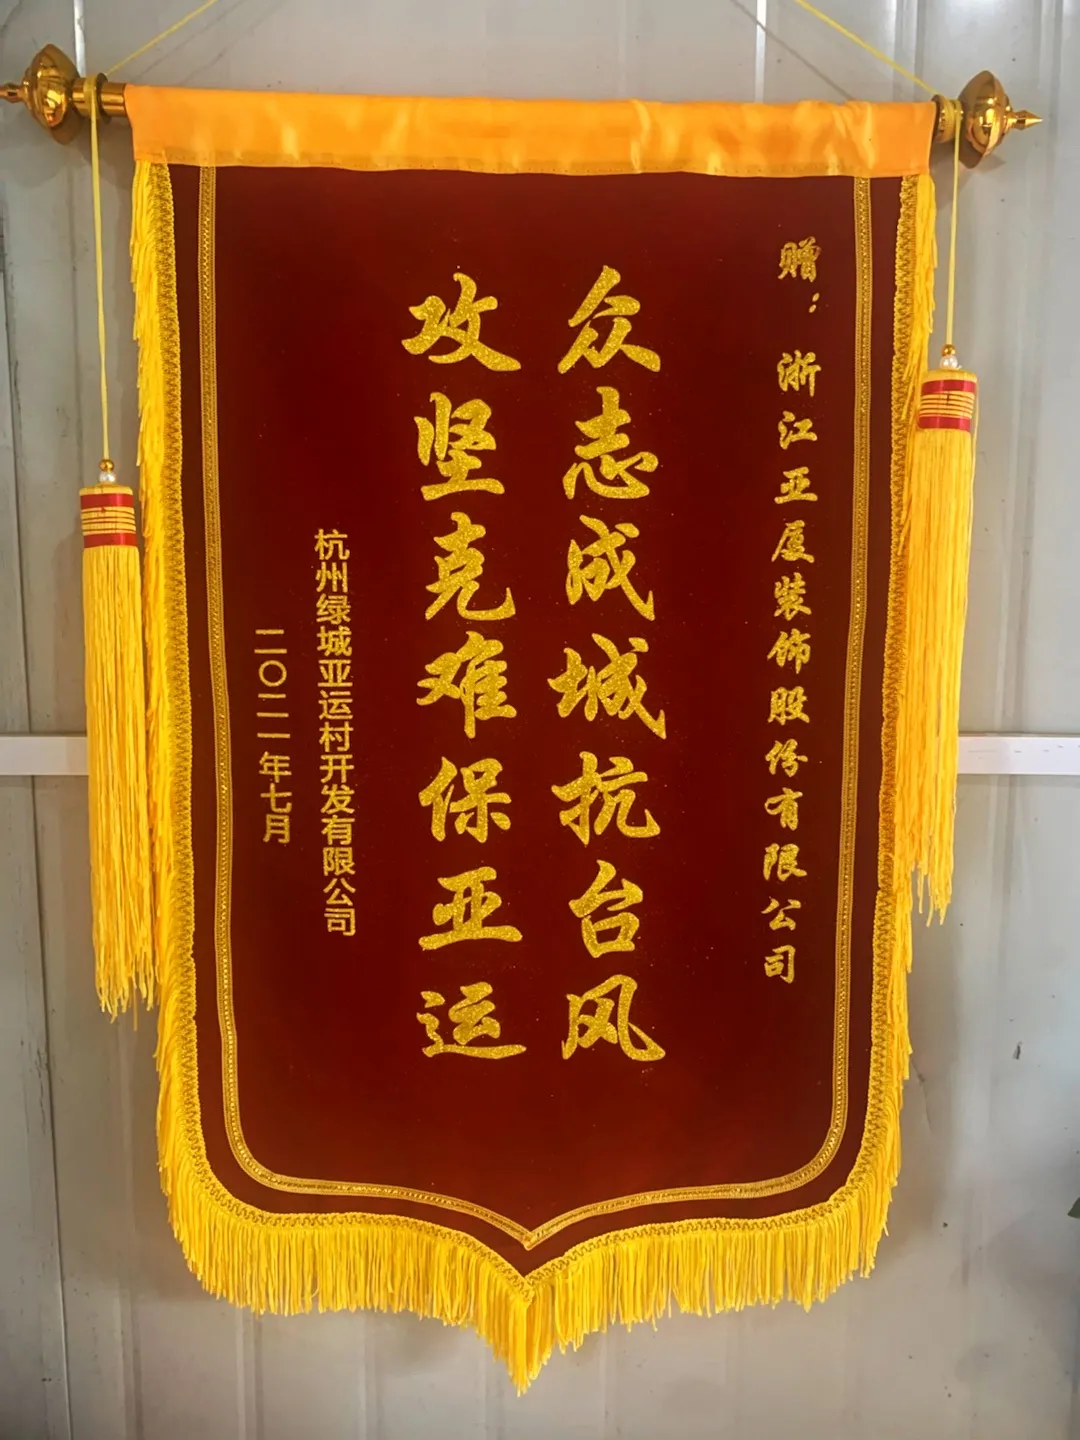 赠：浙江亚厦装饰股份有限公司
众志成城抗台风
攻坚克难保亚运
杭州绿城亚运村开发有限公司
二〇二一年七月